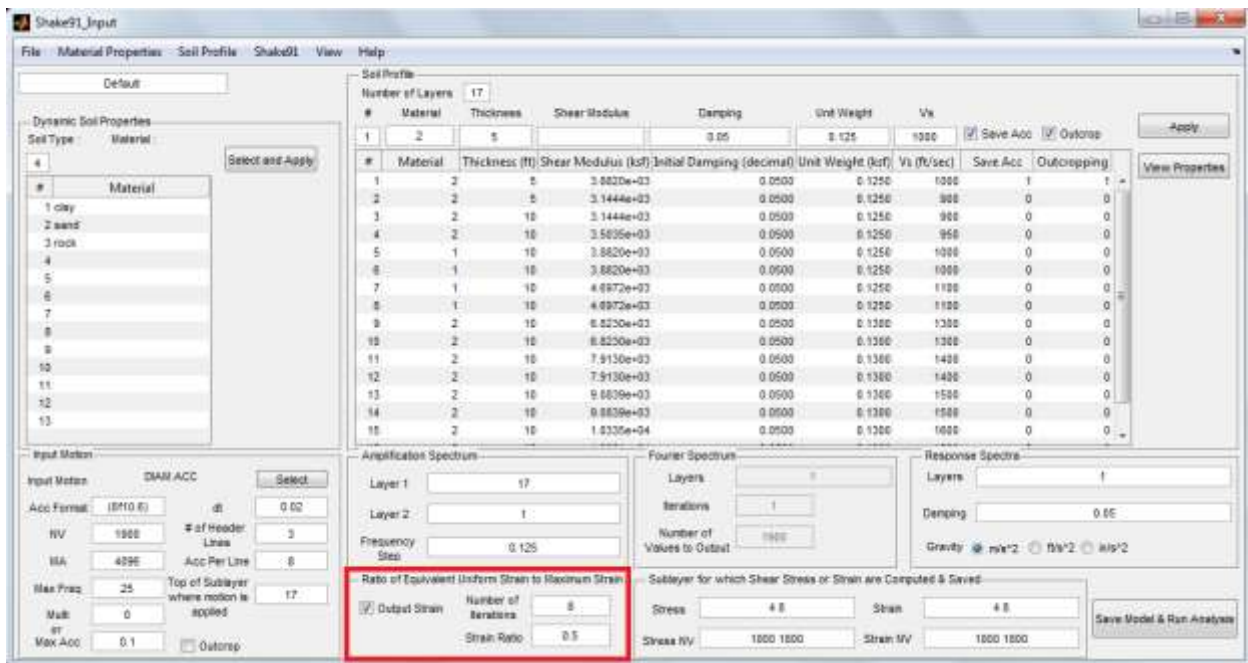 Shake91_Input
File Material Properties Soil Profile Shake91 View Help
Default
Dynamic Soil Properties
Soil Type Material
4 Select and Apply
# Material
1 clay
2 sand
3 rock
4
5
6
7
8
9
10
11
12
13
Soil Profile
Number of Layers 17
# Material Thickness Shear Modulus Damping Unit Weight Vs
1 2 5 0.05 0.125 1000 Save Acc Outcrop
Apply
View Properties
# Material Thickness (ft) Shear Modulus (ksf) Initial Damping (decimal) Unit Weight (kcf) Vs (ft/sec) Save Acc Outcropping
1 2 5 3.8820e+03 0.0500 0.1250 1000 1 1
2 2 5 3.1444e+03 0.0500 0.1250 900 0 0
3 2 10 3.1444e+03 0.0500 0.1250 900 0 0
4 2 10 3.5035e+03 0.0500 0.1250 950 0 0
5 1 10 3.8820e+03 0.0500 0.1250 1000 0 0
6 1 10 3.8820e+03 0.0500 0.1250 1000 0 0
7 1 10 4.6972e+03 0.0500 0.1250 1100 0 0
8 1 10 4.6972e+03 0.0500 0.1250 1100 0 0
9 2 10 6.8230e+03 0.0500 0.1300 1300 0 0
10 2 10 6.8230e+03 0.0500 0.1300 1300 0 0
11 2 10 7.9130e+03 0.0500 0.1300 1400 0 0
12 2 10 7.9130e+03 0.0500 0.1300 1400 0 0
13 2 10 9.0839e+03 0.0500 0.1300 1500 0 0
14 2 10 9.0839e+03 0.0500 0.1300 1500 0 0
15 2 10 1.0335e+04 0.0500 0.1300 1600 0 0
Input Motion
Input Motion DIAM.ACC Select
Acc Format (8f10.6) dt 0.02
NV 1900 # of Header Lines 3
MA 4096 Acc Per Line 8
Max Freq 25 Top of Sublayer where motion is applied 17
Mult 0
or
Max Acc 0.1 Outcrop
Amplification Spectrum
Layer 1 17
Layer 2 1
Frequency Step 0.125
Fourier Spectrum
Layers
Iterations 1
Number of Values to Output 1900
Response Spectra
Layers 1
Damping 0.05
Gravity m/s^2 ft/s^2 in/s^2
Ratio of Equivalent Uniform Strain to Maximum Strain
Output Strain Number of Iterations 8
Strain Ratio 0.5
Sublayer for which Shear Stress or Strain are Computed & Saved
Stress 4 8 Strain 4 8
Stress NV 1800 1800 Strain NV 1800 1800
Save Model & Run Analysis